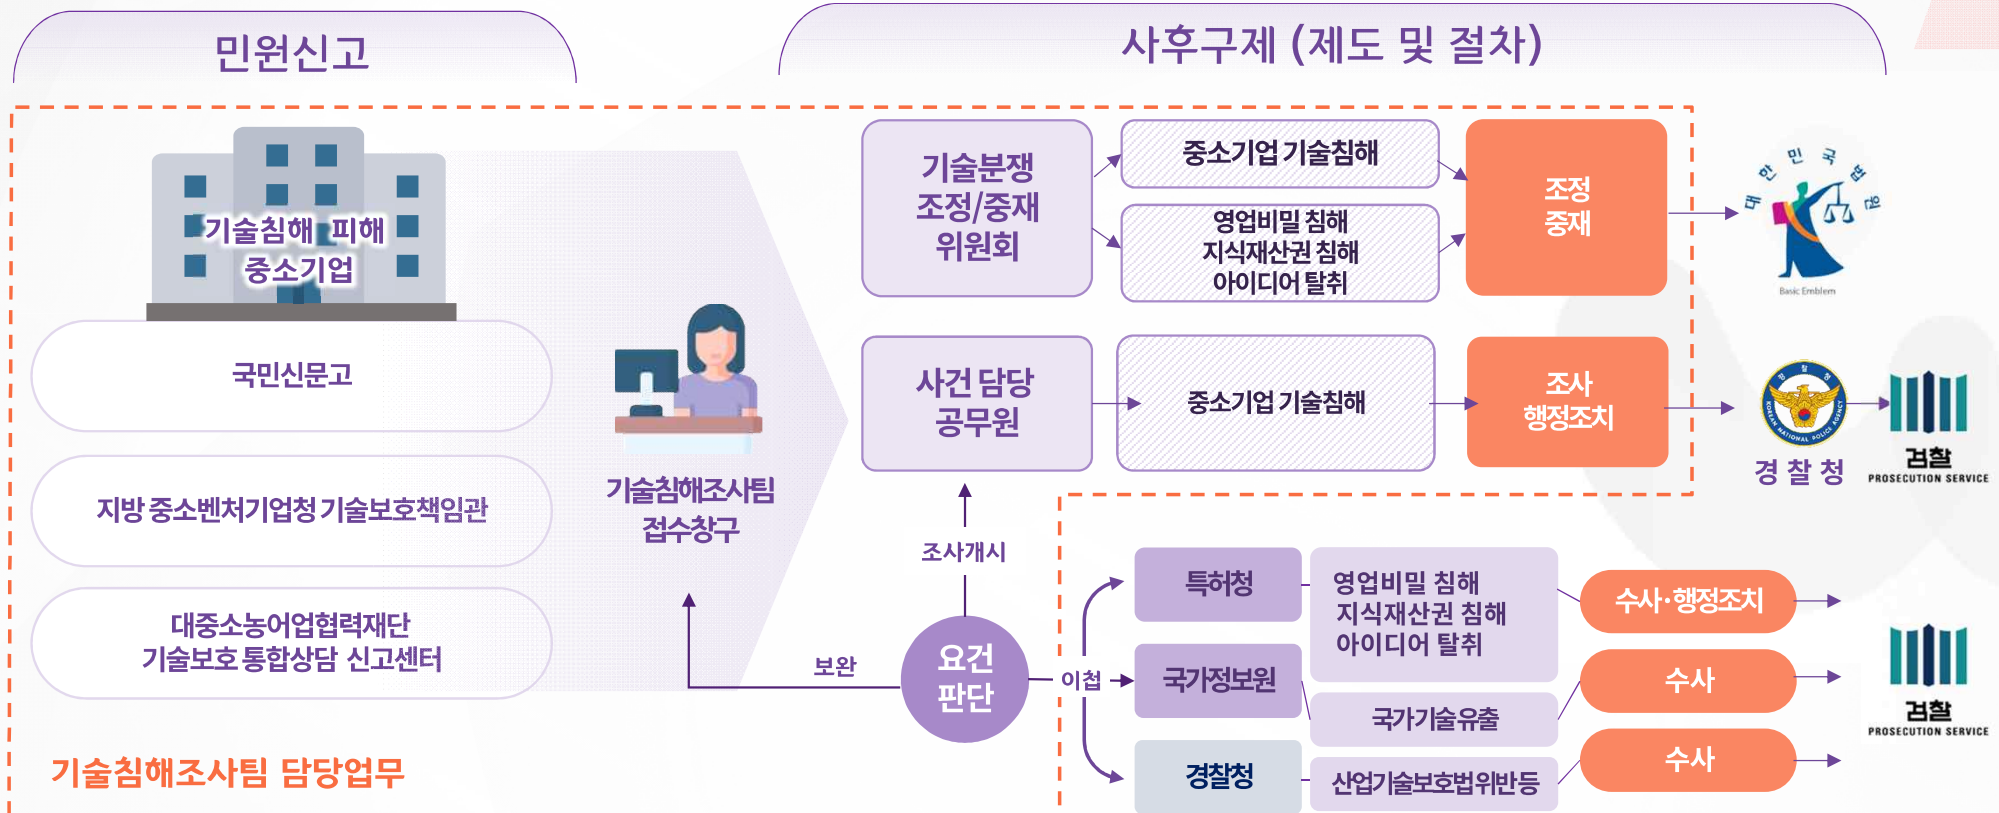 민원신고
사후구제 (제도 및 절차)
기술침해 피해
중소기업
국민신문고
지방 중소벤처기업청 기술보호책임관
대중소농어업협력재단
기술보호 통합상담 신고센터
기술침해조사팀 담당업무
기술침해조사팀
접수창구
기술분쟁
조정/중재
위원회
중소기업 기술침해
영업비밀 침해
지식재산권 침해
아이디어 탈취
조정
중재
대한민국법원
Basic Emblem
사건 담당
공무원
중소기업 기술침해
조사
행정조치
경찰청
KOREAN NATIONAL POLICE AGENCY
경찰청
검찰
PROSECUTION SERVICE
조사개시
요건
판단
보완
이첩
특허청
국가정보원
경찰청
영업비밀 침해
지식재산권 침해
아이디어 탈취
국가기술유출
산업기술보호법위반등
수사·행정조치
수사
수사
검찰
PROSECUTION SERVICE